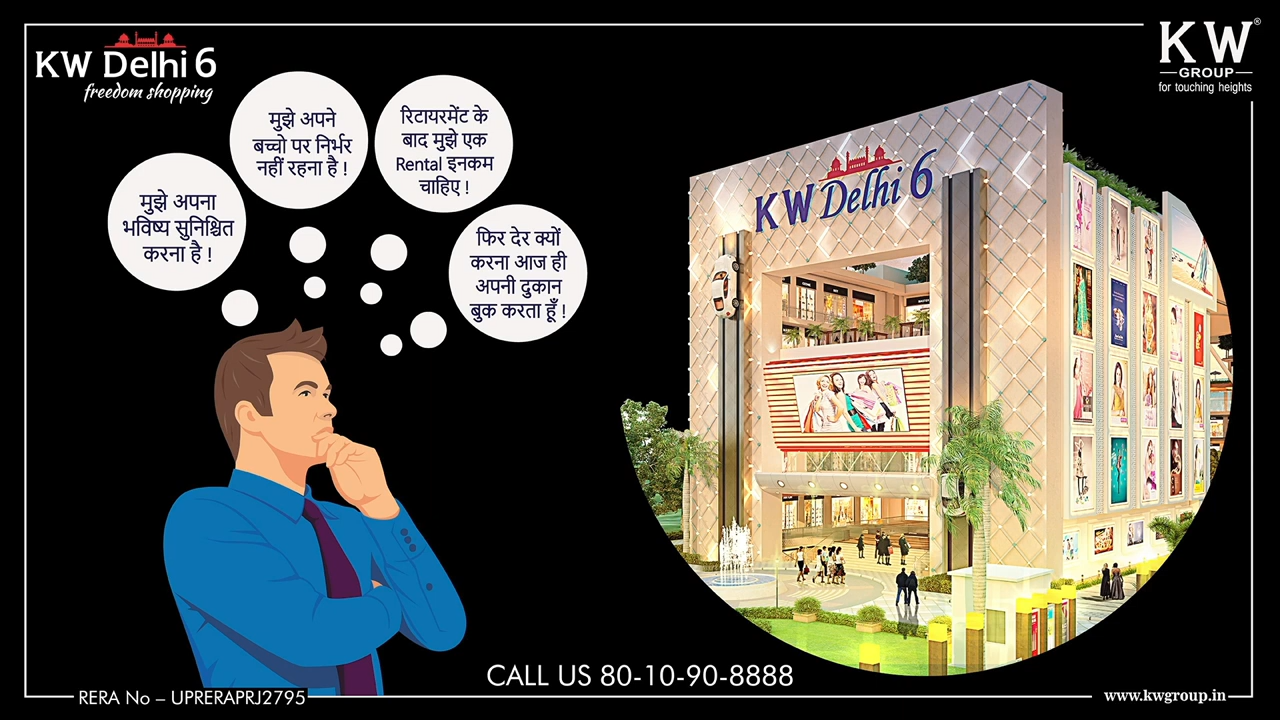 KW Delhi 6
freedom shopping
KW®
GROUP
for touching heights
मुझे अपना
भविष्य सुनिश्चित
करना है !
मुझे अपने
बच्चो पर निर्भर
नहीं रहना है !
रिटायरमेंट के
बाद मुझे एक
Rental इनकम
चाहिए !
फिर देर क्यों
करना आज ही
अपनी दुकान
बुक करता हूँ !
KW Delhi 6
CALL US 80-10-90-8888
RERA No – UPRERAPRJ2795
www.kwgroup.in